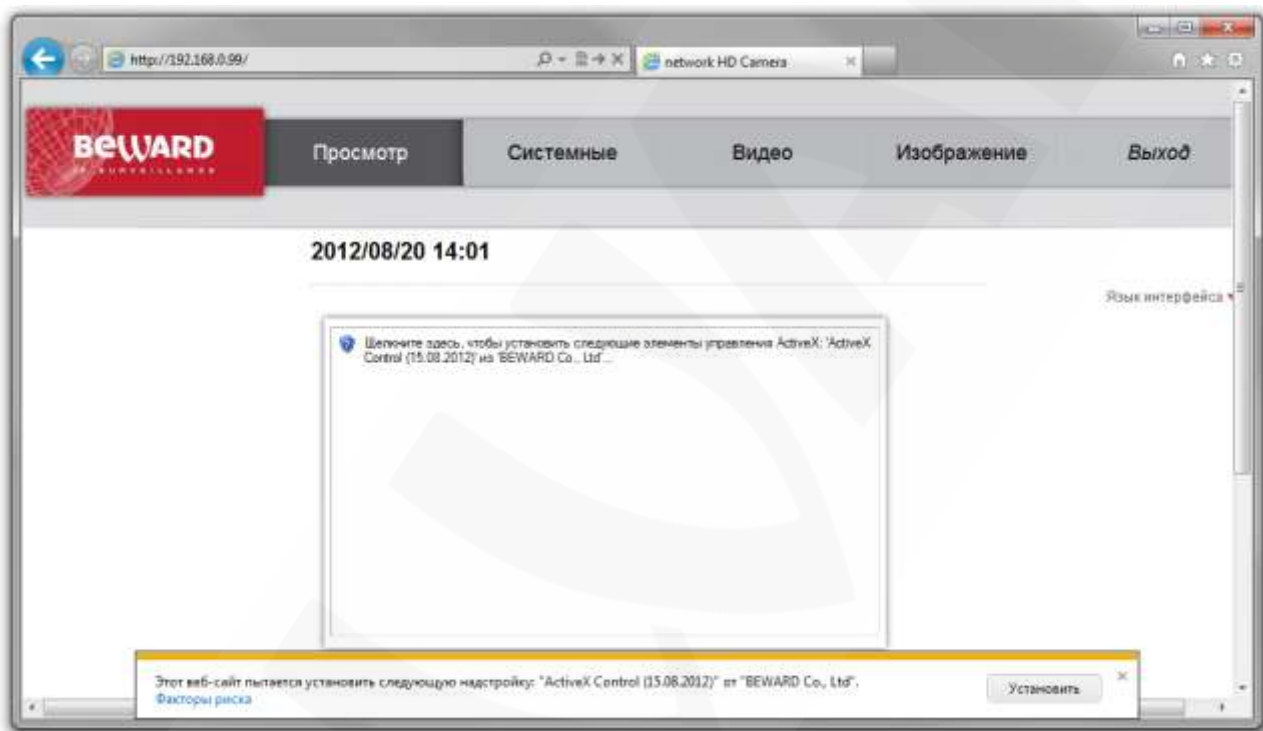 http://192.168.0.99/
network HD Camera
BEWARD
IP SURVEILLANCE
Просмотр
Системные
Видео
Изображение
Выход
2012/08/20 14:01
Язык интерфейса
Щелкните здесь, чтобы установить следующие элементы управления ActiveX: 'ActiveX
Control (15.08.2012)' из 'BEWARD Co., Ltd'...
Этот веб-сайт пытается установить следующую надстройку: "ActiveX Control (15.08.2012)" от "BEWARD Co., Ltd".
Факторы риска
Установить